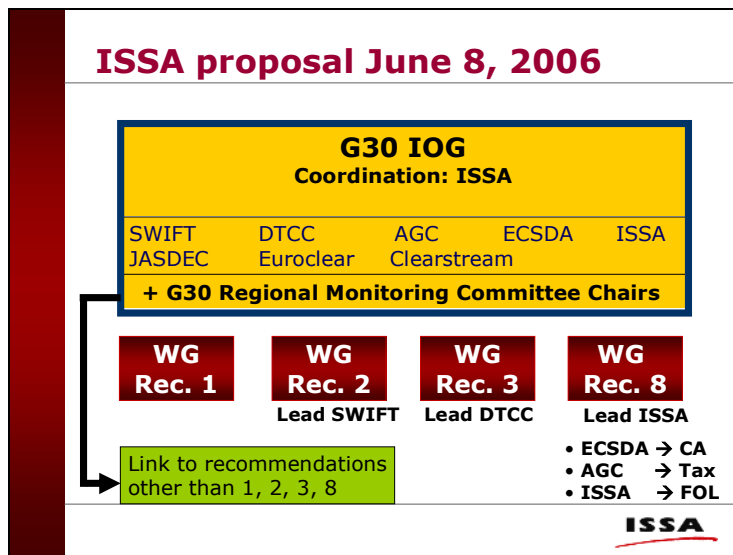 ISSA proposal June 8, 2006
G30 IOG
Coordination: ISSA
SWIFT DTCC AGC ECSDA ISSA
JASDEC Euroclear Clearstream
+ G30 Regional Monitoring Committee Chairs
WG
Rec. 1
WG
Rec. 2
Lead SWIFT
WG
Rec. 3
Lead DTCC
WG
Rec. 8
Lead ISSA
• ECSDA → CA
• AGC → Tax
• ISSA → FOL
Link to recommendations
other than 1, 2, 3, 8
ISSA